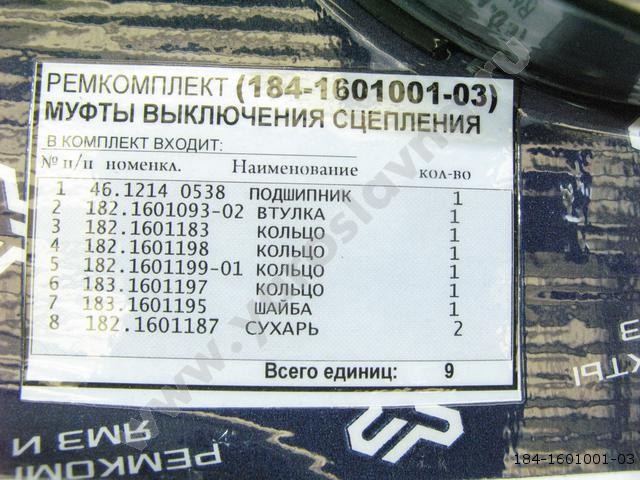 РЕМКОМПЛЕКТ (184-1601001-03)
МУФТЫ ВЫКЛЮЧЕНИЯ СЦЕПЛЕНИЯ
В КОМПЛЕКТ ВХОДИТ:
№ п/п номенкл. Наименование кол-во
1 46.1214 0538 ПОДШИПНИК 1
2 182.1601093-02 ВТУЛКА 1
3 182.1601183 КОЛЬЦО 1
4 182.1601198 КОЛЬЦО 1
5 182.1601199-01 КОЛЬЦО 1
6 183.1601197 КОЛЬЦО 1
7 183.1601195 ШАЙБА 1
8 182.1601187 СУХАРЬ 2
Всего единиц: 9
РЕМКОМ
ЯМЗ И
КТЫ
З
184-1601001-03